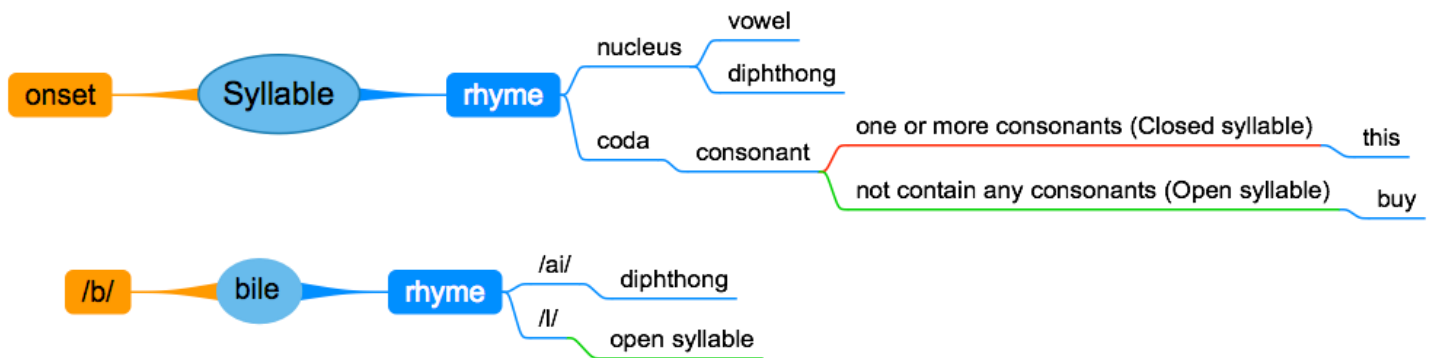 onset
Syllable
rhyme
nucleus
vowel
diphthong
coda
consonant
one or more consonants (Closed syllable)
this
not contain any consonants (Open syllable)
buy
/b/
bile
rhyme
/ai/
diphthong
/l/
open syllable